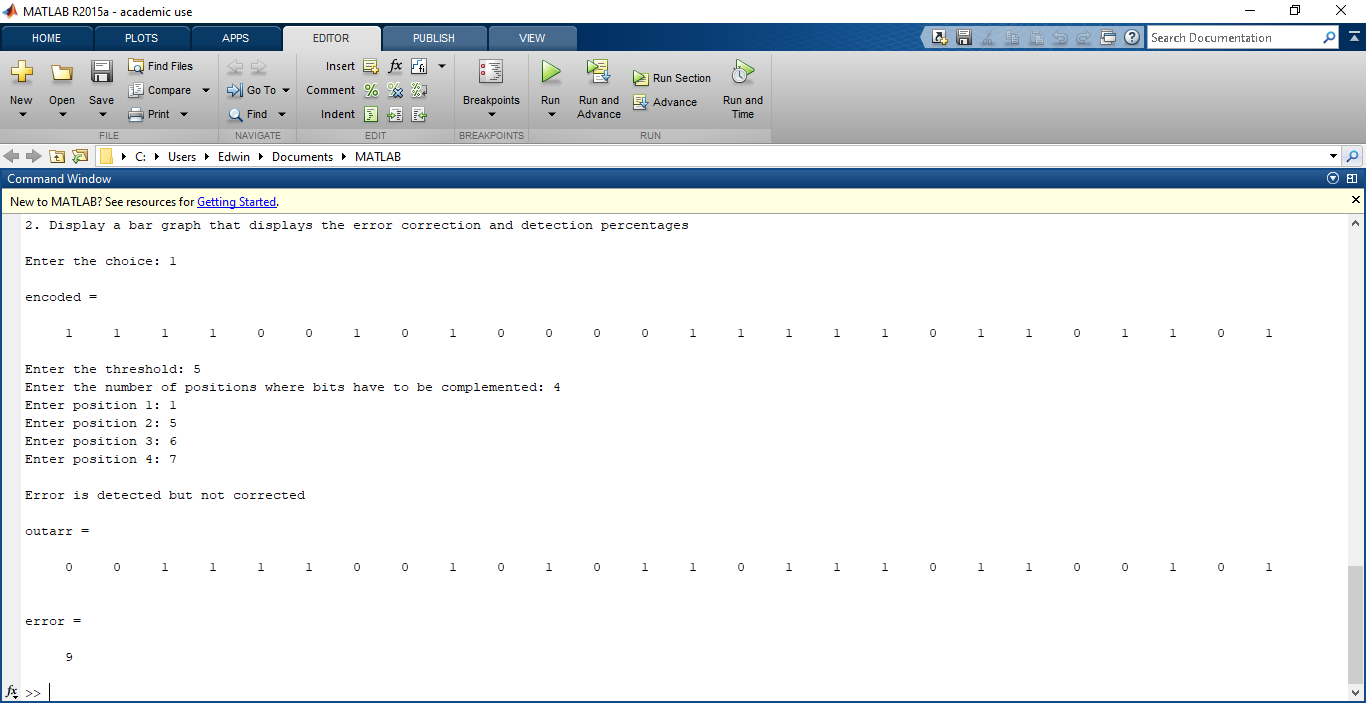 MATLAB R2015a - academic use
HOME PLOTS APPS EDITOR PUBLISH VIEW Search Documentation
New Open Save Find Files Compare Print
Go To Find
Insert fx
Comment
Indent
Breakpoints
Run Run and Advance Run Section Advance Run and Time
FILE NAVIGATE EDIT BREAKPOINTS RUN
C: Users Edwin Documents MATLAB
Command Window
New to MATLAB? See resources for Getting Started.
2. Display a bar graph that displays the error correction and detection percentages
Enter the choice: 1
encoded =
1 1 1 1 0 0 1 0 1 0 0 0 0 1 1 1 1 1 0 1 1 0 1 1 0 1
Enter the threshold: 5
Enter the number of positions where bits have to be complemented: 4
Enter position 1: 1
Enter position 2: 5
Enter position 3: 6
Enter position 4: 7
Error is detected but not corrected
outarr =
0 0 1 1 1 1 0 0 1 0 1 0 1 1 0 1 1 1 0 1 1 0 0 1 0 1
error =
9
fx >>